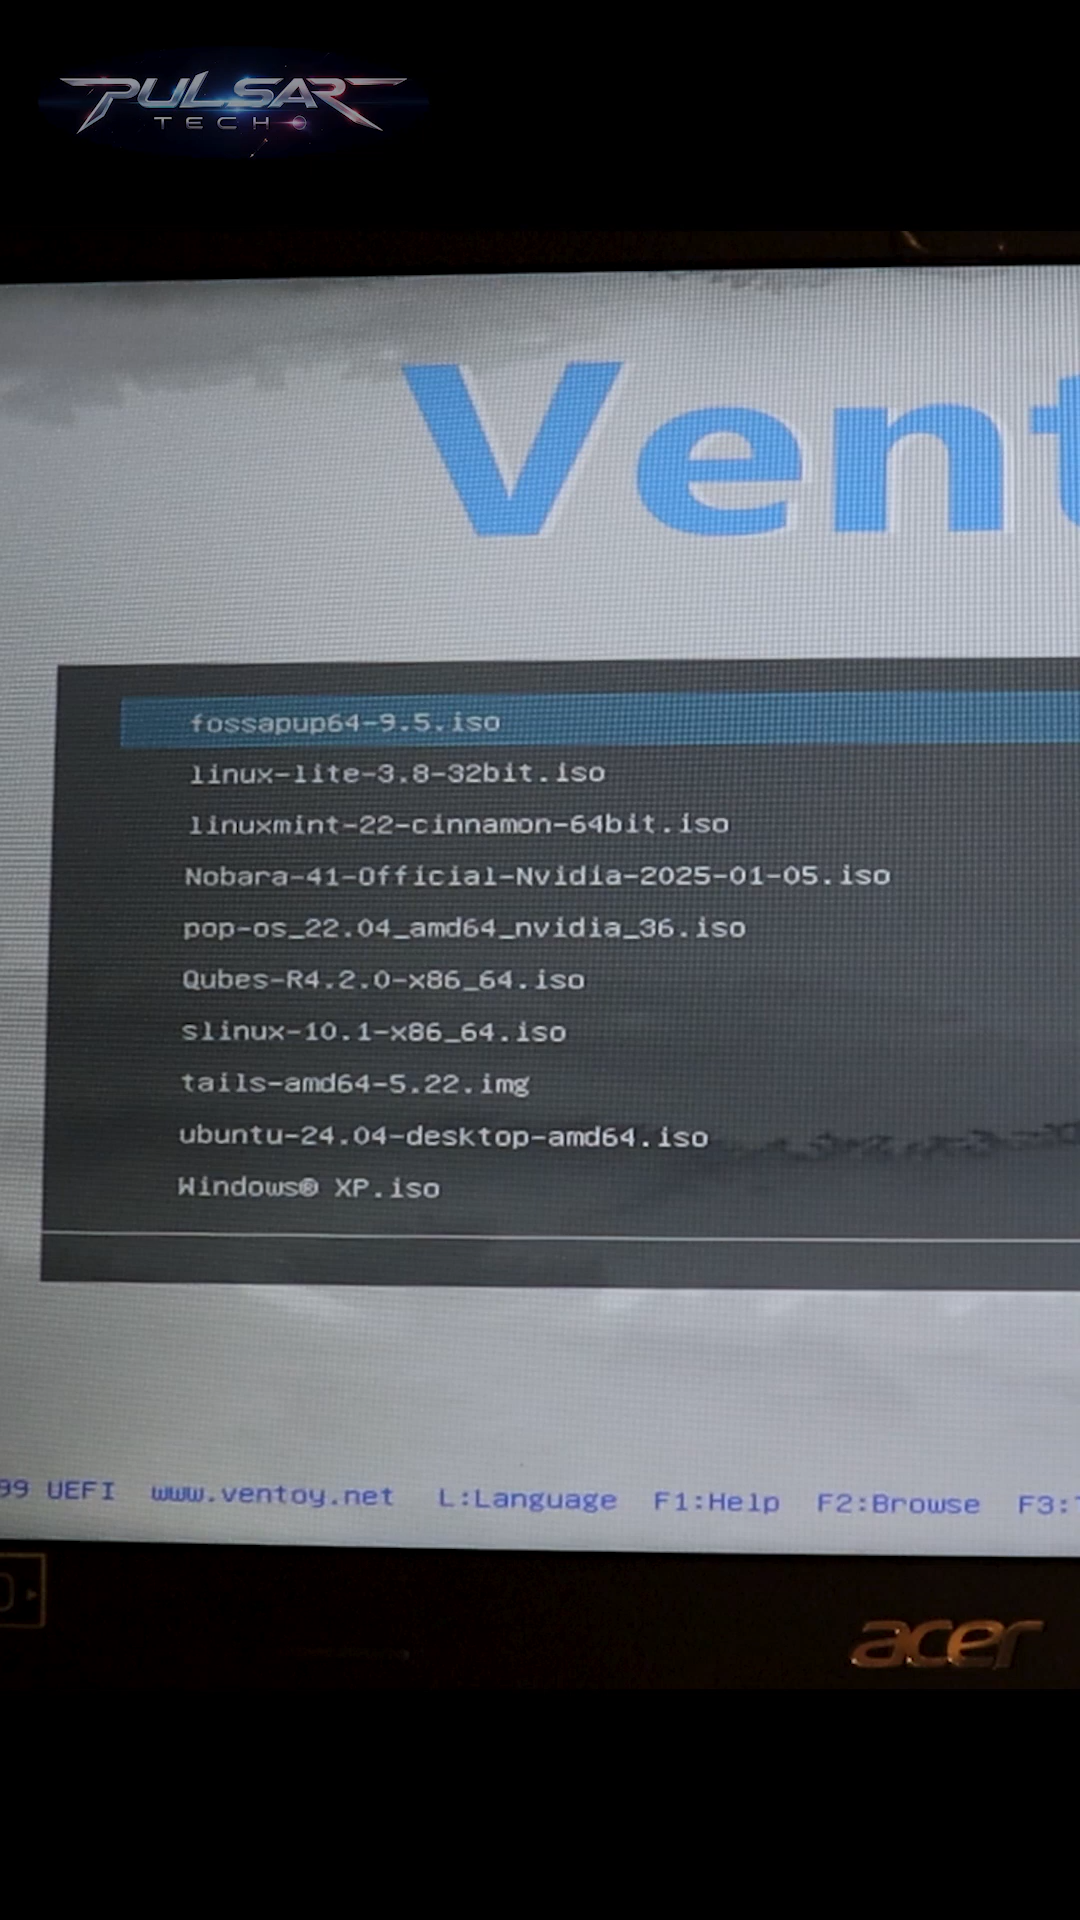 PULSAR
TECH
Vent
fossapup64-9.5.iso
linux-lite-3.8-32bit.iso
linuxmint-22-cinnamon-64bit.iso
Nobara-41-Official-Nvidia-2025-01-05.iso
pop-os_22.04_amd64_nvidia_36.iso
Qubes-R4.2.0-x86_64.iso
slinux-10.1-x86_64.iso
tails-amd64-5.22.img
ubuntu-24.04-desktop-amd64.iso
Windows® XP.iso
99 UEFI www.ventoy.net L:Language F1:Help F2:Browse F3:
acer